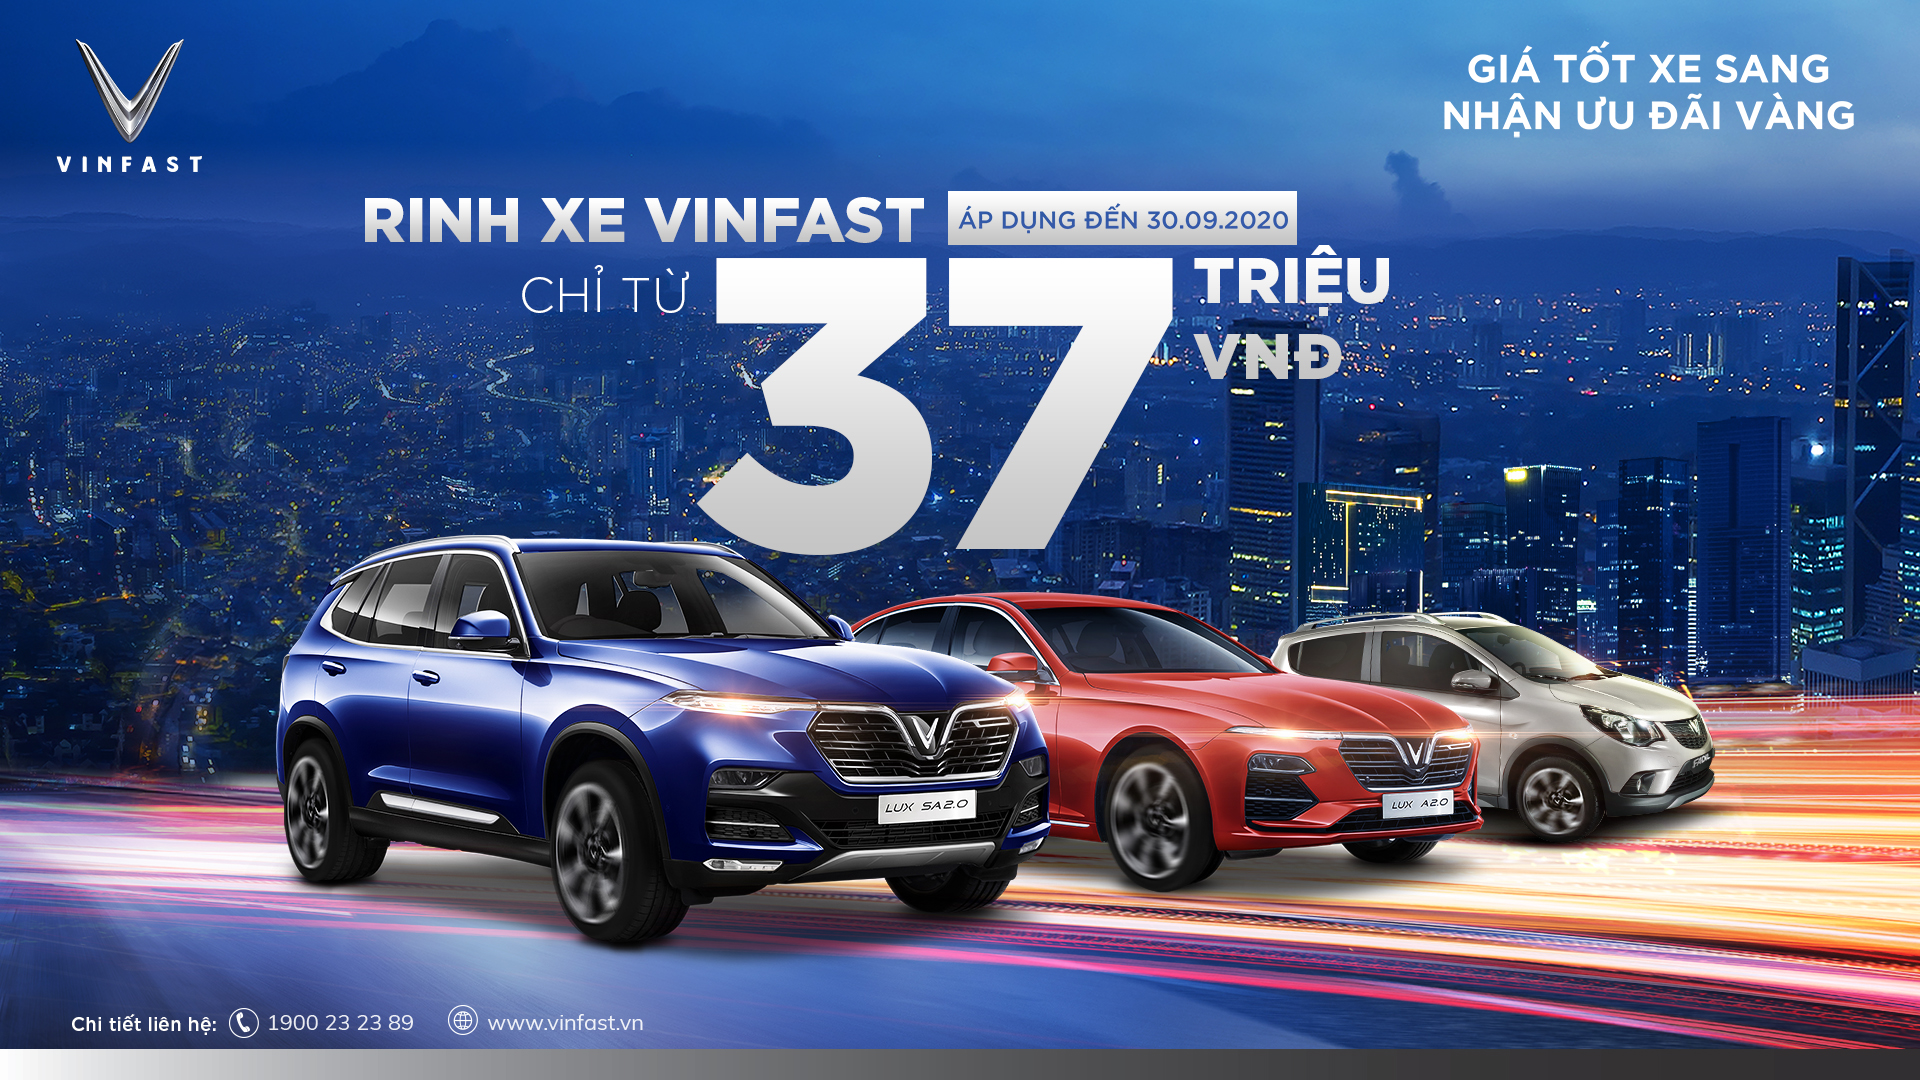 VINFAST
GIÁ TỐT XE SANG
NHẬN ƯU ĐÃI VÀNG
RINH XE VINFAST
ÁP DỤNG ĐẾN 30.09.2020
CHỈ TỪ
37
TRIỆU
VNĐ
LUX SA2.0
LUX A2.0
FADIL
Chi tiết liên hệ: 1900 23 23 89 www.vinfast.vn